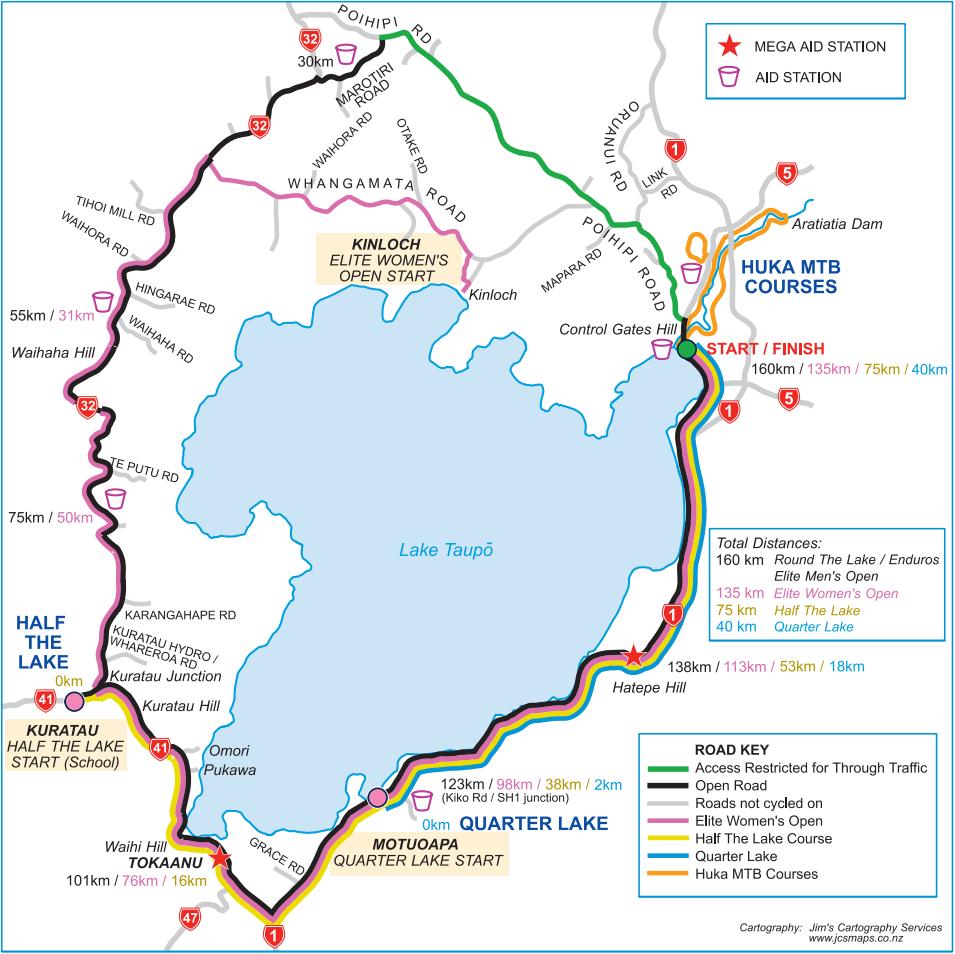 POIHIPI RD
32
30km
MAROTIRI
ROAD
32
WAIHORA RD
OTAKE RD
WHANGAMATA ROAD
MEGA AID STATION
AID STATION
ORUANUI RD
1
LINK
RD
5
Aratiatia Dam
TIHOI MILL RD
WAIHORA RD
KINLOCH
ELITE WOMEN'S
OPEN START
POIHIPI ROAD
MAPARA RD
HUKA MTB
COURSES
HINGARAE RD
Kinloch
55km / 31km
WAIHAHA RD
Waihaha Hill
Control Gates Hill
START / FINISH
160km / 135km / 75km / 40km
32
5
1
TE PUTU RD
75km / 50km
Lake Taupō
Total Distances:
160 km Round The Lake / Enduros
Elite Men's Open
135 km Elite Women's Open
75 km Half The Lake
40 km Quarter Lake
KARANGAHAPE RD
1
HALF
THE
LAKE
KURATAU HYDRO /
WHAREROA RD
Kuratau Junction
0km
41
Kuratau Hill
138km / 113km / 53km / 18km
Hatepe Hill
KURATAU
HALF THE LAKE
START (School)
41
Omori
Pukawa
ROAD KEY
Access Restricted for Through Traffic
Open Road
Roads not cycled on
Elite Women's Open
Half The Lake Course
Quarter Lake
Huka MTB Courses
123km / 98km / 38km / 2km
(Kiko Rd / SH1 junction)
0km QUARTER LAKE
MOTUOAPA
QUARTER LAKE START
Waihi Hill
TOKAANU
101km / 76km / 16km
GRACE RD
47
1
Cartography: Jim's Cartography Services
www.jcsmaps.co.nz